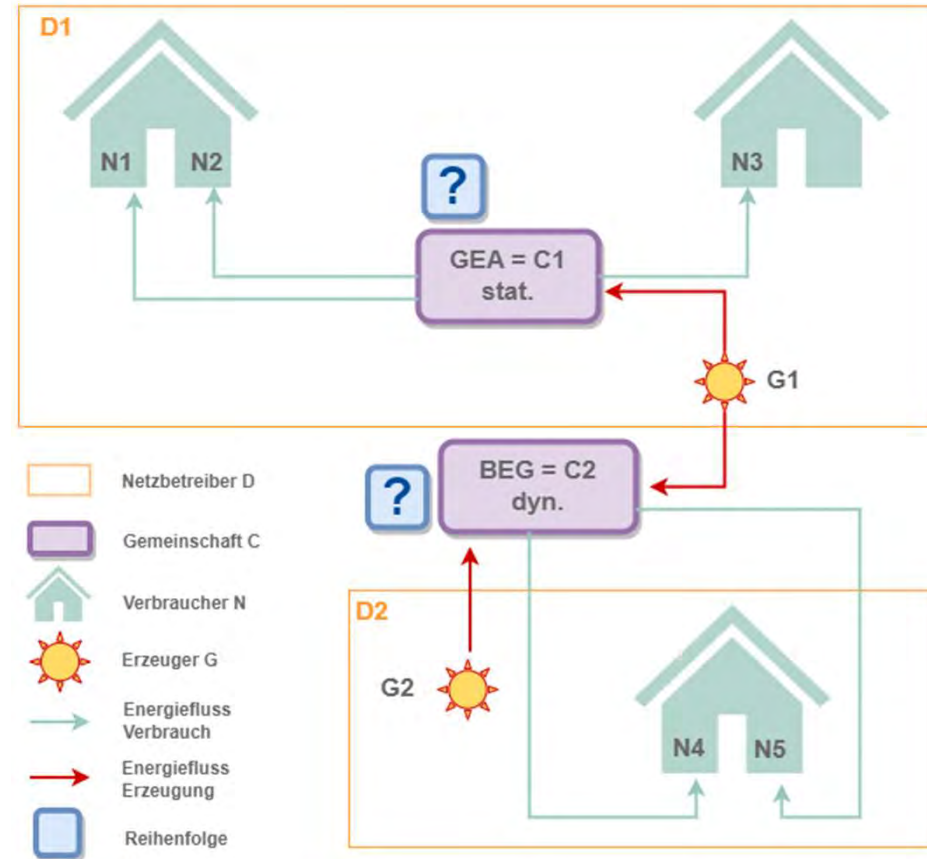 D1
N1
N2
N3
?
GEA = C1
stat.
G1
?
BEG = C2
dyn.
Netzbetreiber D
Gemeinschaft C
Verbraucher N
Erzeuger G
Energiefluss
Verbrauch
Energiefluss
Erzeugung
Reihenfolge
D2
G2
N4
N5